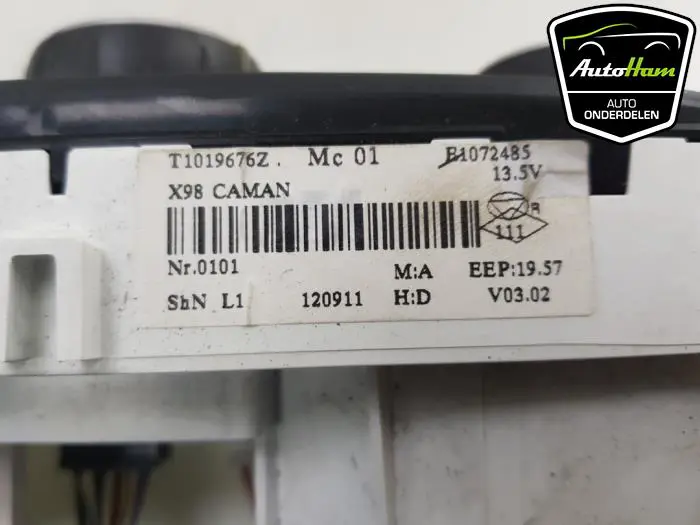 AutoHam
AUTO
ONDERDELEN
T1019676Z. Mc 01 E1072485
13.5V
X98 CAMAN
R
111
Nr.0101 M:A EEP:19.57
ShN L1 120911 H:D V03.02